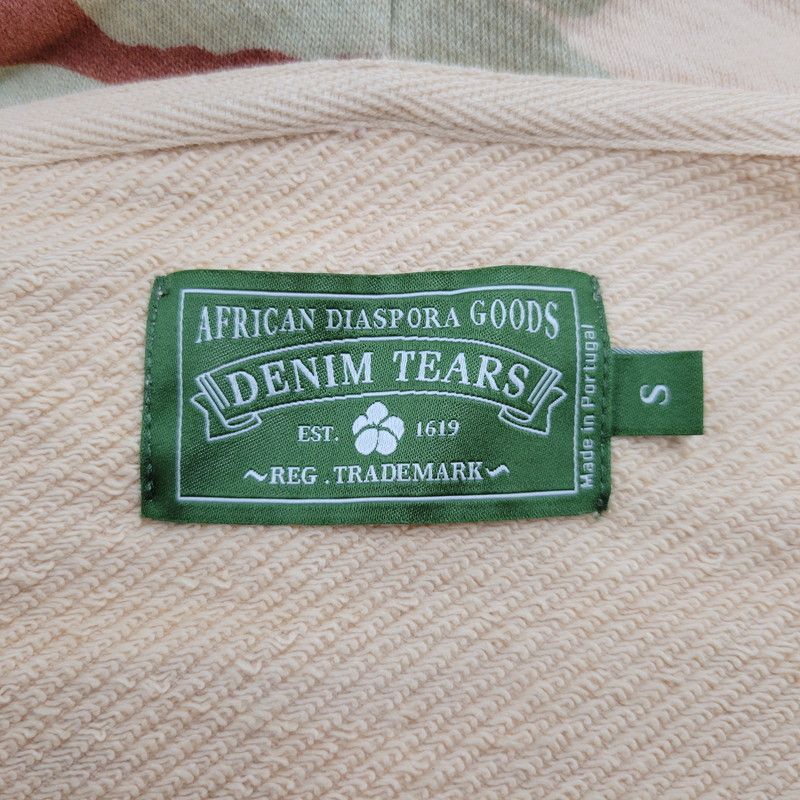 AFRICAN DIASPORA GOODS
DENIM TEARS
EST. 1619
~REG . TRADEMARK~
Made in Portugal
S